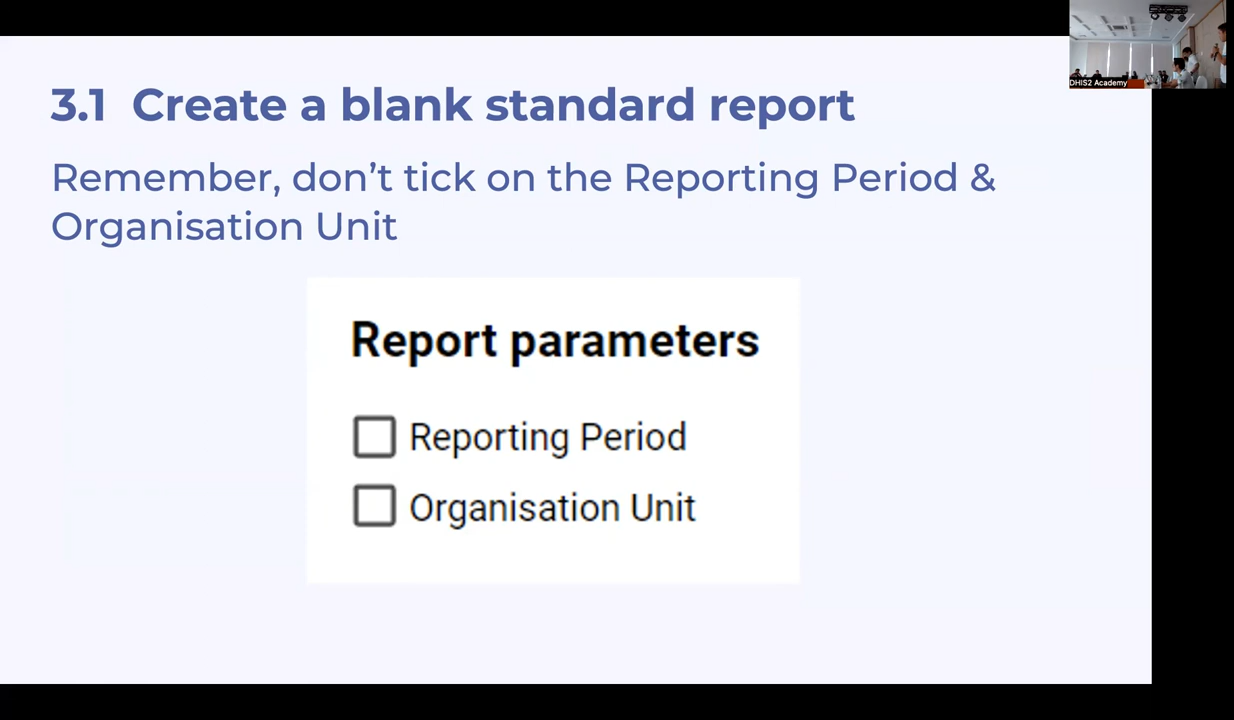 3.1 Create a blank standard report
Remember, don’t tick on the Reporting Period &
Organisation Unit
Report parameters
Reporting Period
Organisation Unit
DHIS2 Academy